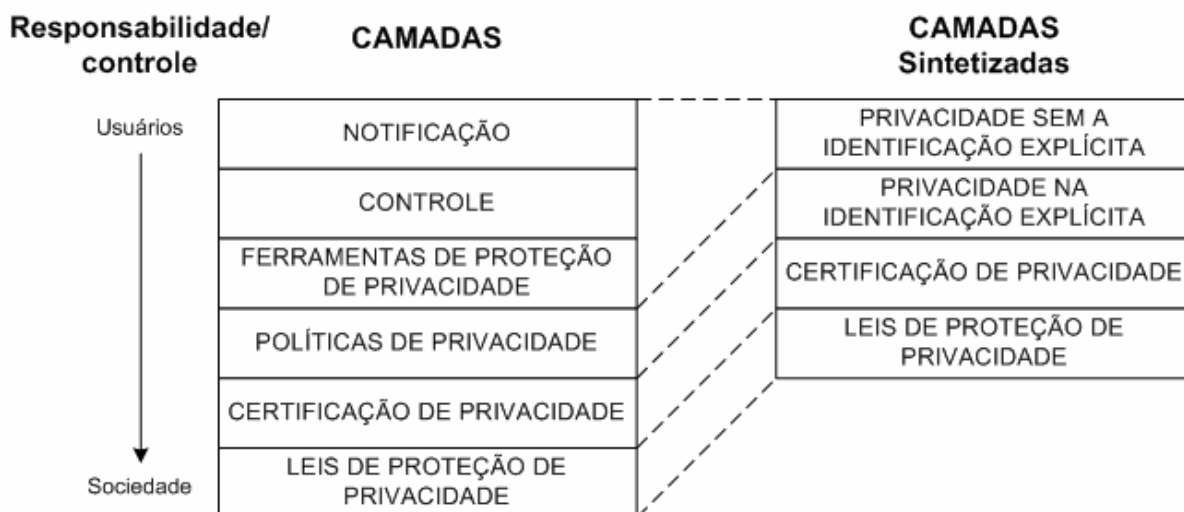 Responsabilidade/
controle
CAMADAS
CAMADAS
Sintetizadas
Usuários
Sociedade
NOTIFICAÇÃO
CONTROLE
FERRAMENTAS DE PROTEÇÃO
DE PRIVACIDADE
POLÍTICAS DE PRIVACIDADE
CERTIFICAÇÃO DE PRIVACIDADE
LEIS DE PROTEÇÃO DE
PRIVACIDADE
PRIVACIDADE SEM A
IDENTIFICAÇÃO EXPLÍCITA
PRIVACIDADE NA
IDENTIFICAÇÃO EXPLÍCITA
CERTIFICAÇÃO DE PRIVACIDADE
LEIS DE PROTEÇÃO DE
PRIVACIDADE